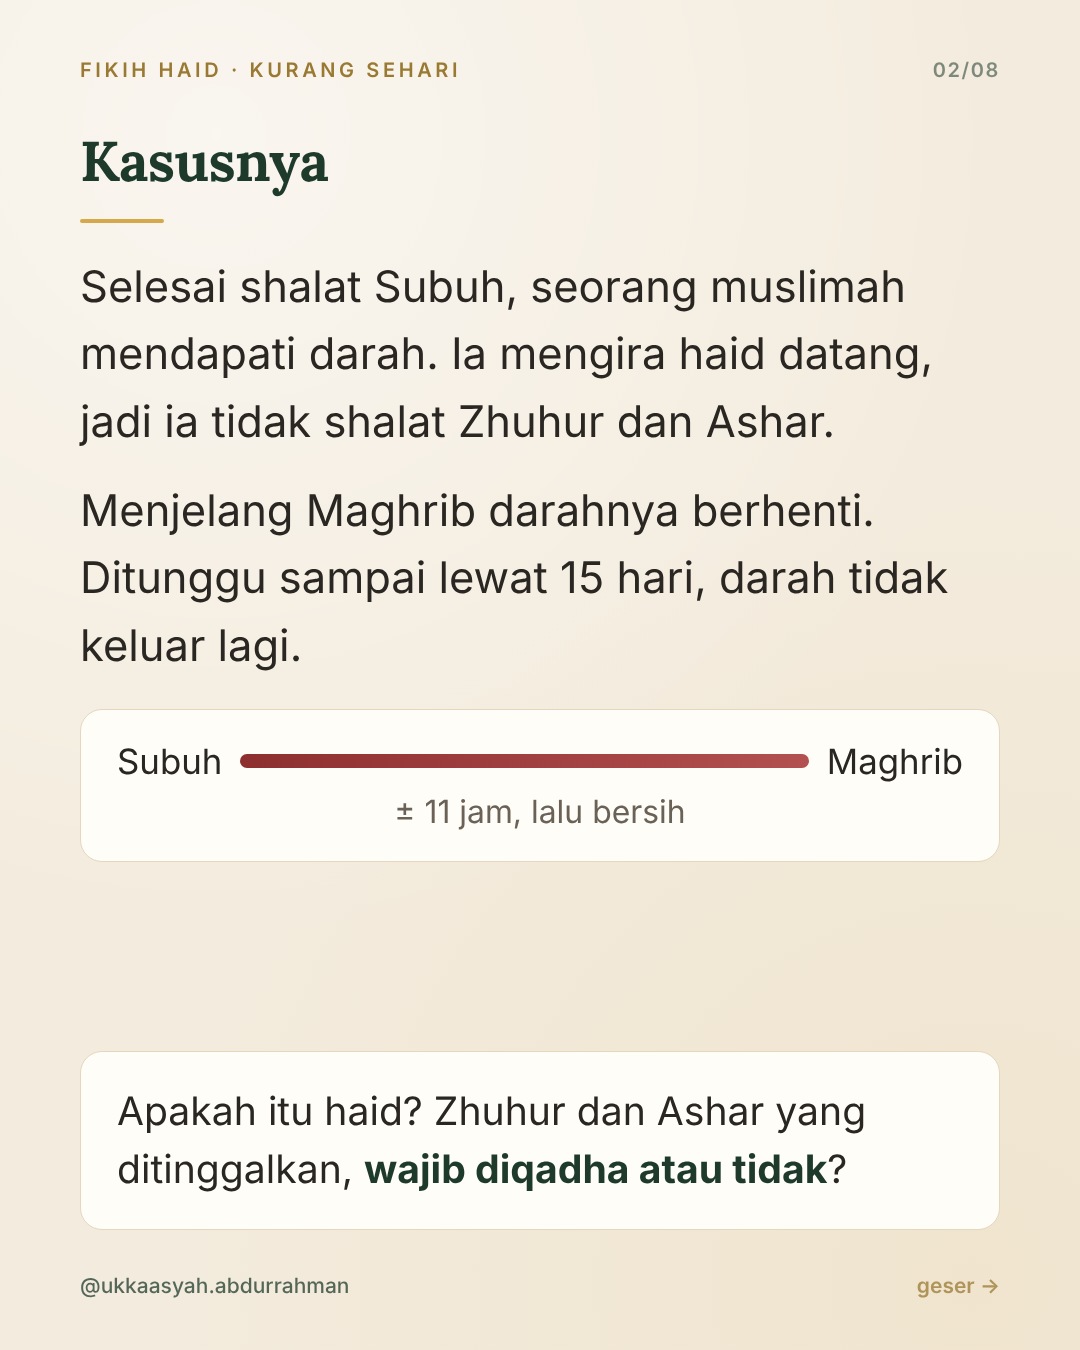 FIKIH HAID · KURANG SEHARI
02/08
Kasusnya
Selesai shalat Subuh, seorang muslimah
mendapati darah. Ia mengira haid datang,
jadi ia tidak shalat Zhuhur dan Ashar.
Menjelang Maghrib darahnya berhenti.
Ditunggu sampai lewat 15 hari, darah tidak
keluar lagi.
Subuh
Maghrib
± 11 jam, lalu bersih
Apakah itu haid? Zhuhur dan Ashar yang
ditinggalkan, wajib diqadha atau tidak?
@ukkaasyah.abdurrahman
geser →